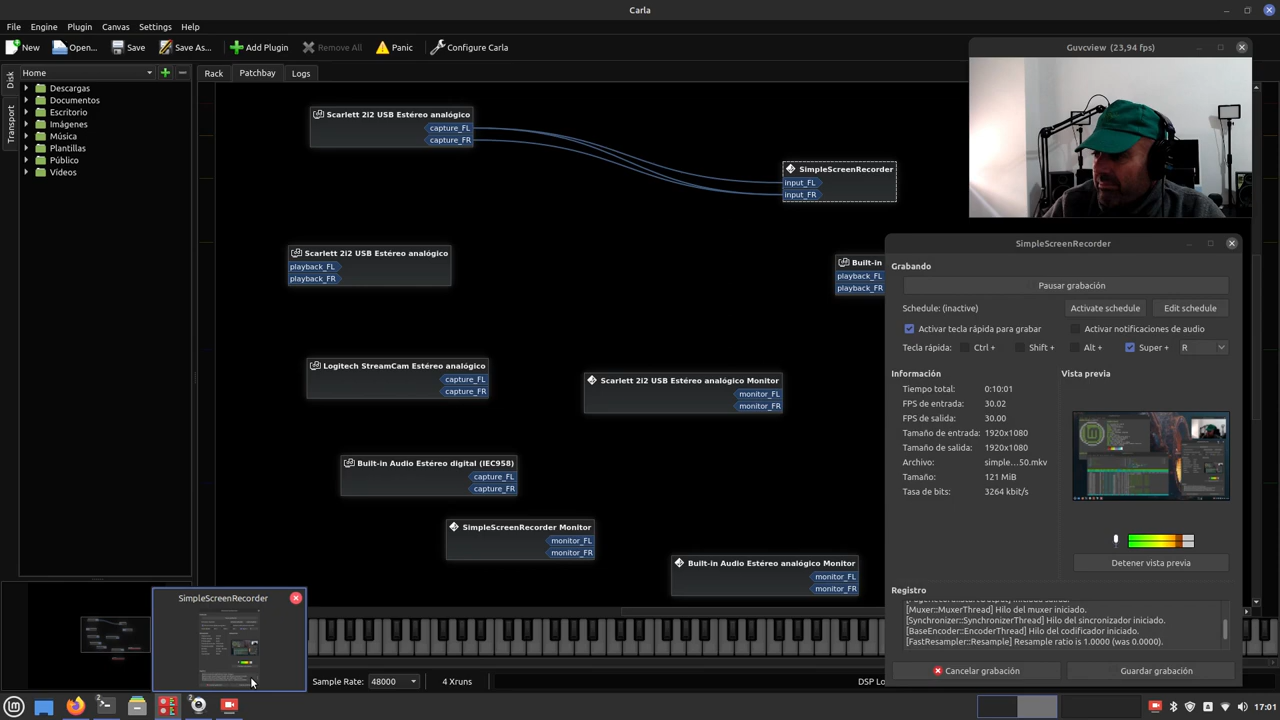 Carla
File Engine Plugin Canvas Settings Help
New Open... Save Save As... Add Plugin Remove All Panic Configure Carla
Disk
Transport
Home
Descargas
Documentos
Escritorio
Imágenes
Música
Plantillas
Público
Vídeos
Rack Patchbay Logs
Scarlett 2i2 USB Estéreo analógico
capture_FL
capture_FR
SimpleScreenRecorder
input_FL
input_FR
Scarlett 2i2 USB Estéreo analógico
playback_FL
playback_FR
Built-in
playback_FL
playback_FR
Logitech StreamCam Estéreo analógico
capture_FL
capture_FR
Scarlett 2i2 USB Estéreo analógico Monitor
monitor_FL
monitor_FR
Built-in Audio Estéreo digital (IEC958)
capture_FL
capture_FR
SimpleScreenRecorder Monitor
monitor_FL
monitor_FR
Built-in Audio Estéreo analógico Monitor
monitor_FL
monitor_FR
Guvcview (23,94 fps)
SimpleScreenRecorder
Grabando
Pausar grabación
Schedule: (inactive) Activate schedule Edit schedule
Activar tecla rápida para grabar Activar notificaciones de audio
Tecla rápida: Ctrl + Shift + Alt + Super + R
Información Vista previa
Tiempo total: 0:10:01
FPS de entrada: 30.02
FPS de salida: 30.00
Tamaño de entrada: 1920x1080
Tamaño de salida: 1920x1080
Archivo: simple...50.mkv
Tamaño: 121 MiB
Tasa de bits: 3264 kbit/s
Detener vista previa
Registro
[Muxer::MuxerThread] Hilo del muxer iniciado.
[Synchronizer::SynchronizerThread] Hilo del sincronizador iniciado.
[BaseEncoder::EncoderThread] Hilo del codificador iniciado.
[FastResampler::Resample] Resample ratio is 1.0000 (was 0.0000).
Cancelar grabación Guardar grabación
SimpleScreenRecorder
Sample Rate: 48000 4 Xruns DSP Lo
2 2 17:01